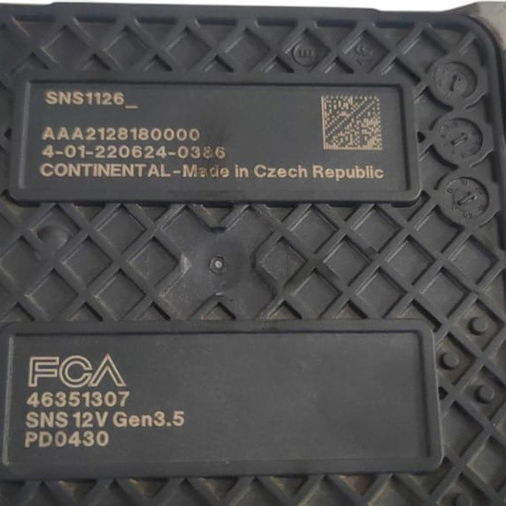 SNS1126_
AAA2128180000
4-01-220624-0386
CONTINENTAL-Made in Czech Republic
FCA
46351307
SNS 12V Gen3.5
PD0430